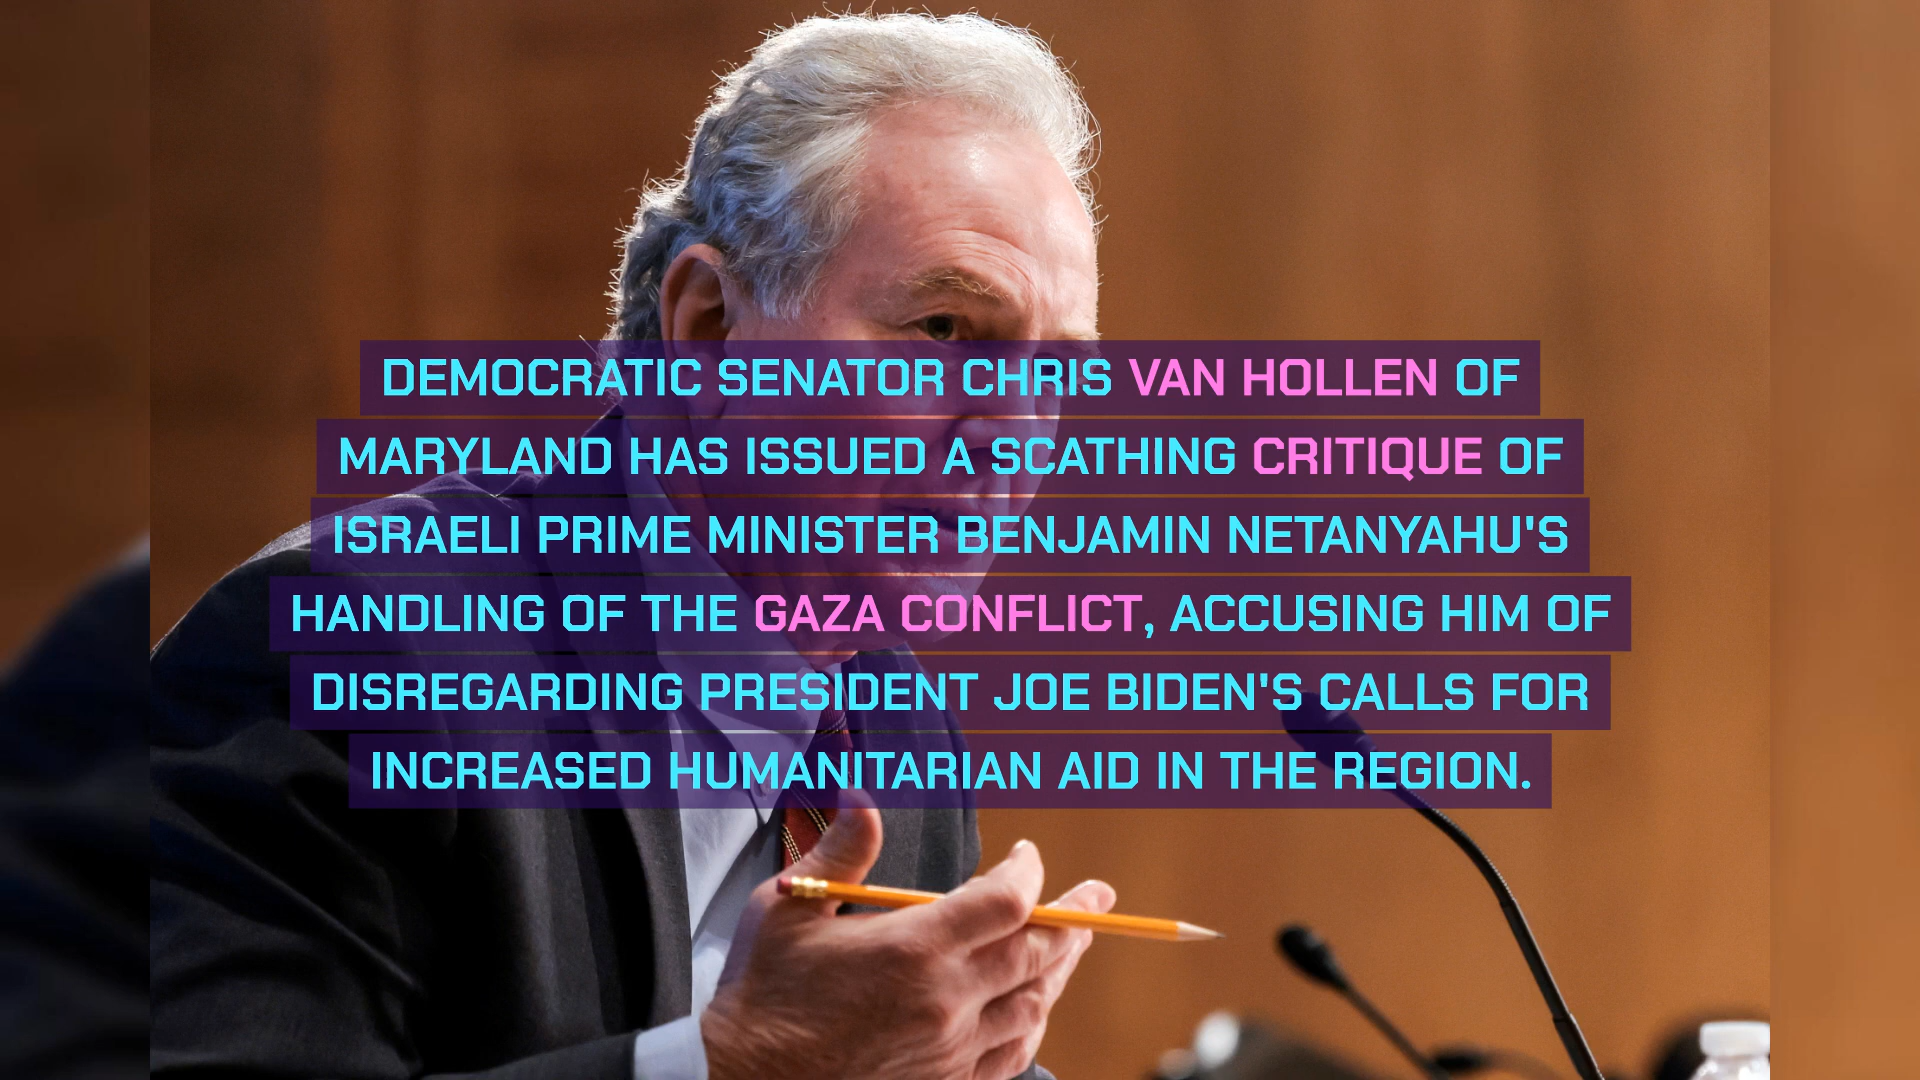 DEMOCRATIC SENATOR CHRIS VAN HOLLEN OF
MARYLAND HAS ISSUED A SCATHING CRITIQUE OF
ISRAELI PRIME MINISTER BENJAMIN NETANYAHU'S
HANDLING OF THE GAZA CONFLICT, ACCUSING HIM OF
DISREGARDING PRESIDENT JOE BIDEN'S CALLS FOR
INCREASED HUMANITARIAN AID IN THE REGION.